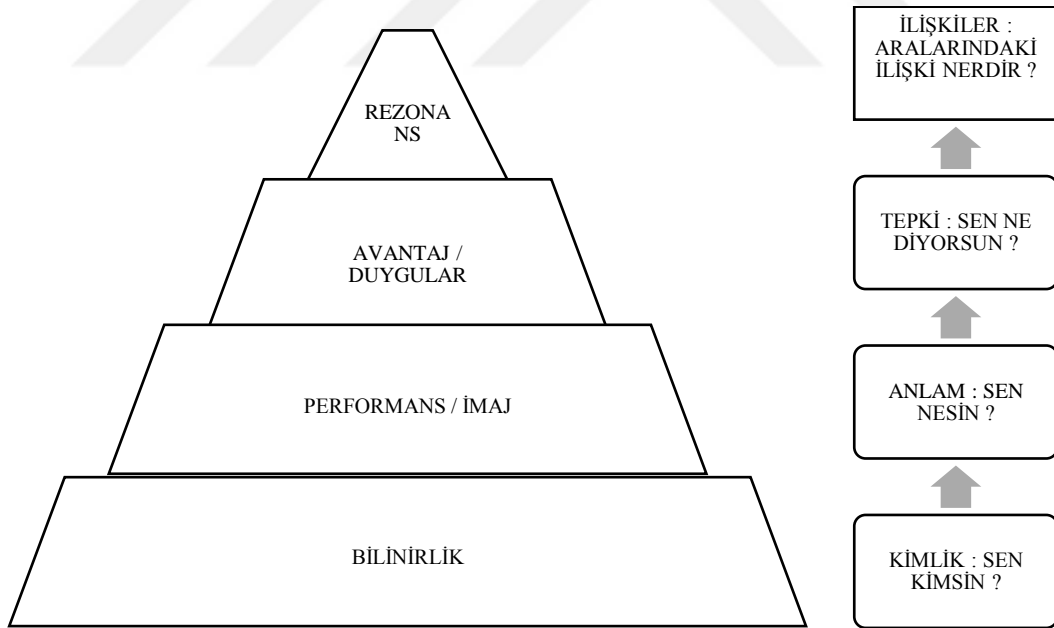 REZONA
NS
AVANTAJ /
DUYGULAR
PERFORMANS / İMAJ
BİLİNİRLİK
İLİŞKİLER :
ARALARINDAKİ
İLİŞKİ NERDİR ?
TEPKİ : SEN NE
DİYORSUN ?
ANLAM : SEN
NESİN ?
KİMLİK : SEN
KİMSİN ?